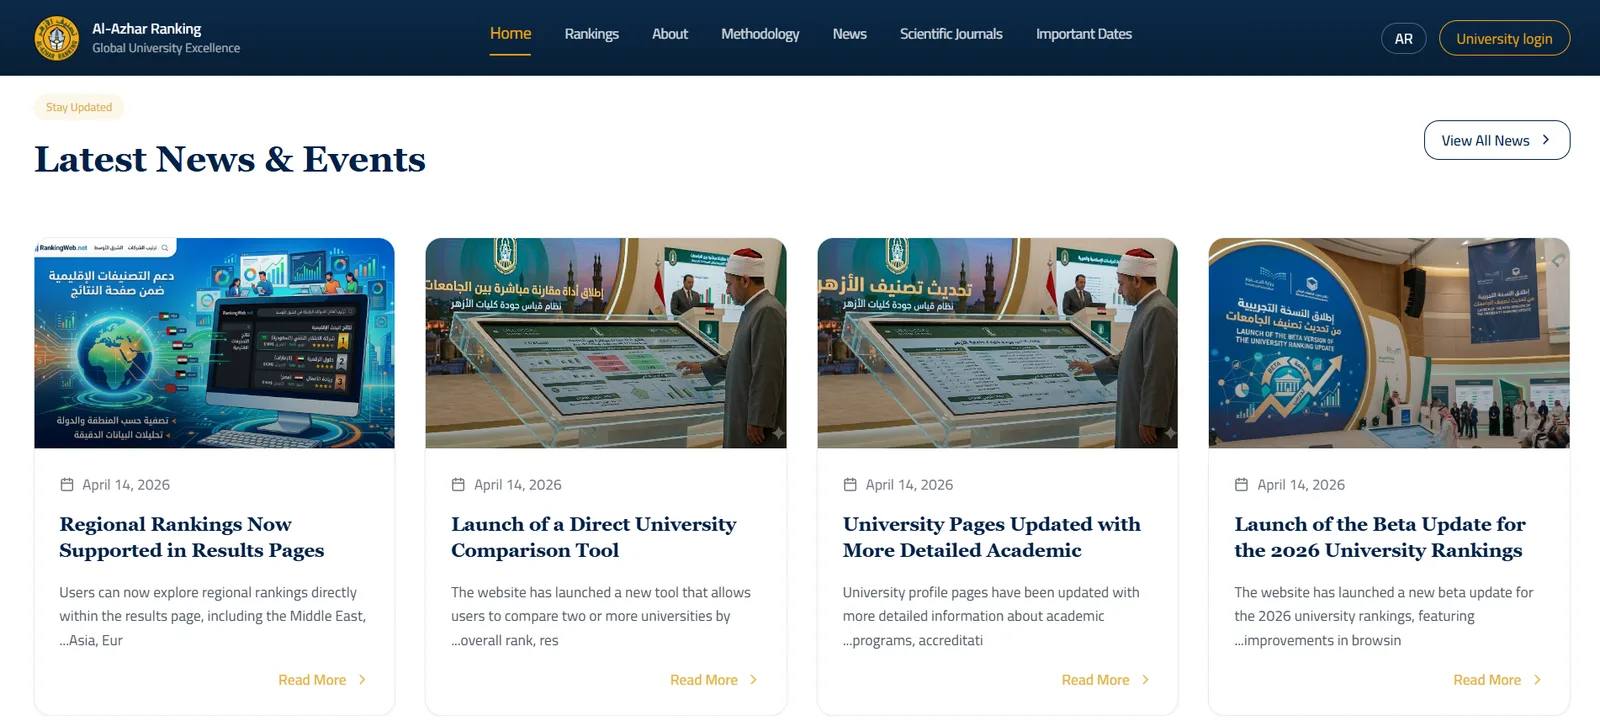 Al-Azhar Ranking
Global University Excellence
Home
Rankings
About
Methodology
News
Scientific Journals
Important Dates
AR
University login
Stay Updated
Latest News & Events
View All News
RankingWeb.net
دعم التصنيفات الإقليمية
ضمن صفحة النتائج
تصفية حسب المنطقة والدولة
تحليلات البيانات الدقيقة
April 14, 2026
Regional Rankings Now
Supported in Results Pages
Users can now explore regional rankings directly
within the results page, including the Middle East,
...Asia, Eur
Read More
إطلاق أداة مقارنة مباشرة بين الجامعات
نظام قياس جودة كليات الأزهر
April 14, 2026
Launch of a Direct University
Comparison Tool
The website has launched a new tool that allows
users to compare two or more universities by
...overall rank, res
Read More
تحديث تصنيف الأزهر
نظام قياس جودة كليات الأزهر
April 14, 2026
University Pages Updated with
More Detailed Academic
University profile pages have been updated with
more detailed information about academic
...programs, accreditati
Read More
إطلاق النسخة التجريبية
من تحديث تصنيف الجامعات
LAUNCH OF THE BETA VERSION OF
THE UNIVERSITY RANKING UPDATE
BETA
April 14, 2026
Launch of the Beta Update for
the 2026 University Rankings
The website has launched a new beta update for
the 2026 university rankings, featuring
...improvements in browsin
Read More